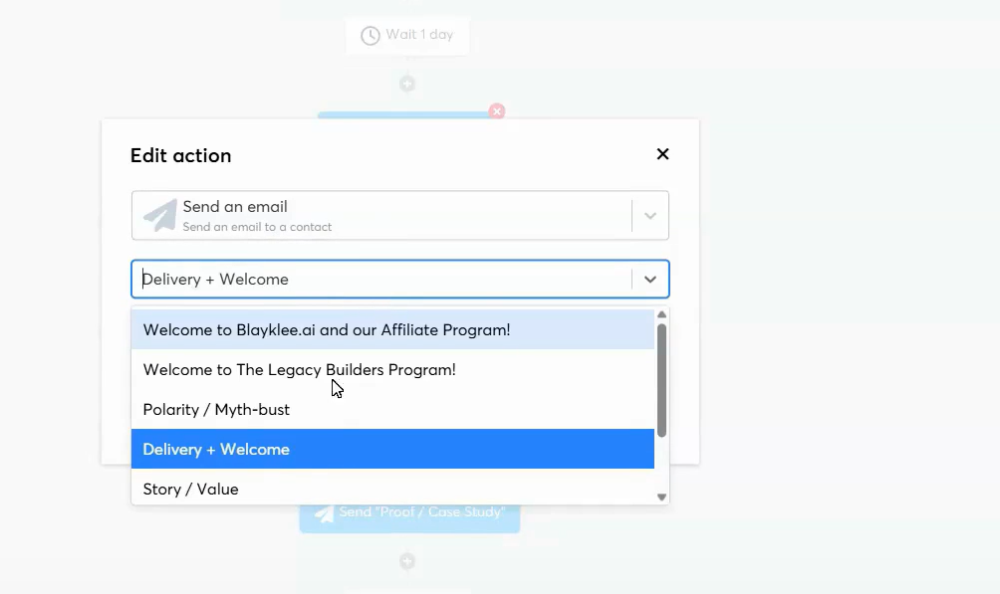 Wait 1 day
Edit action
Send an email
Send an email to a contact
Delivery + Welcome
Welcome to Blayklee.ai and our Affiliate Program!
Welcome to The Legacy Builders Program!
Polarity / Myth-bust
Delivery + Welcome
Story / Value
Send "Proof / Case Study"